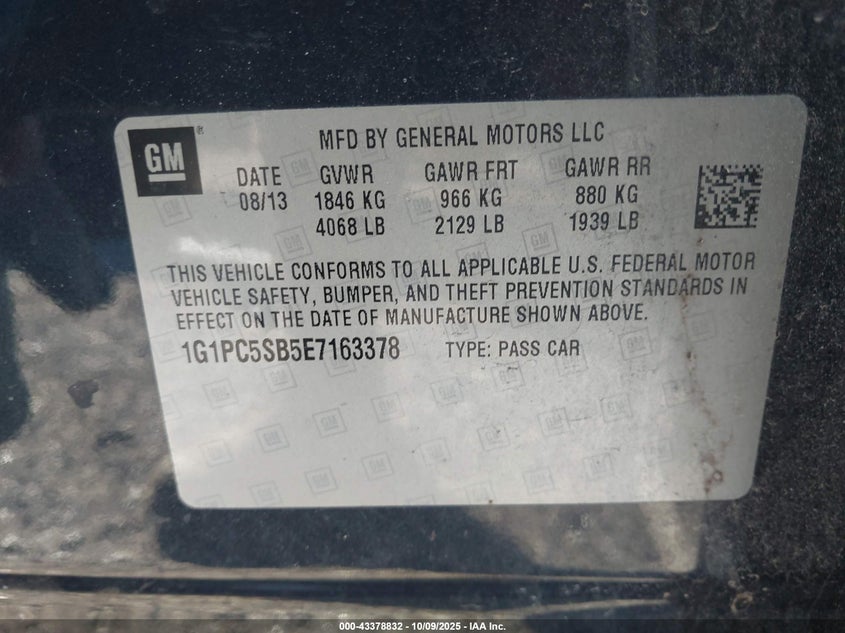 GM ® MFD BY GENERAL MOTORS LLC
DATE GVWR GAWR FRT GAWR RR
08/13 1846 KG 966 KG 880 KG
4068 LB 2129 LB 1939 LB
THIS VEHICLE CONFORMS TO ALL APPLICABLE U.S. FEDERAL MOTOR
VEHICLE SAFETY, BUMPER, AND THEFT PREVENTION STANDARDS IN
EFFECT ON THE DATE OF MANUFACTURE SHOWN ABOVE.
1G1PC5SB5E7163378 TYPE: PASS CAR
000-43378832 - 10/09/2025 - IAA Inc.